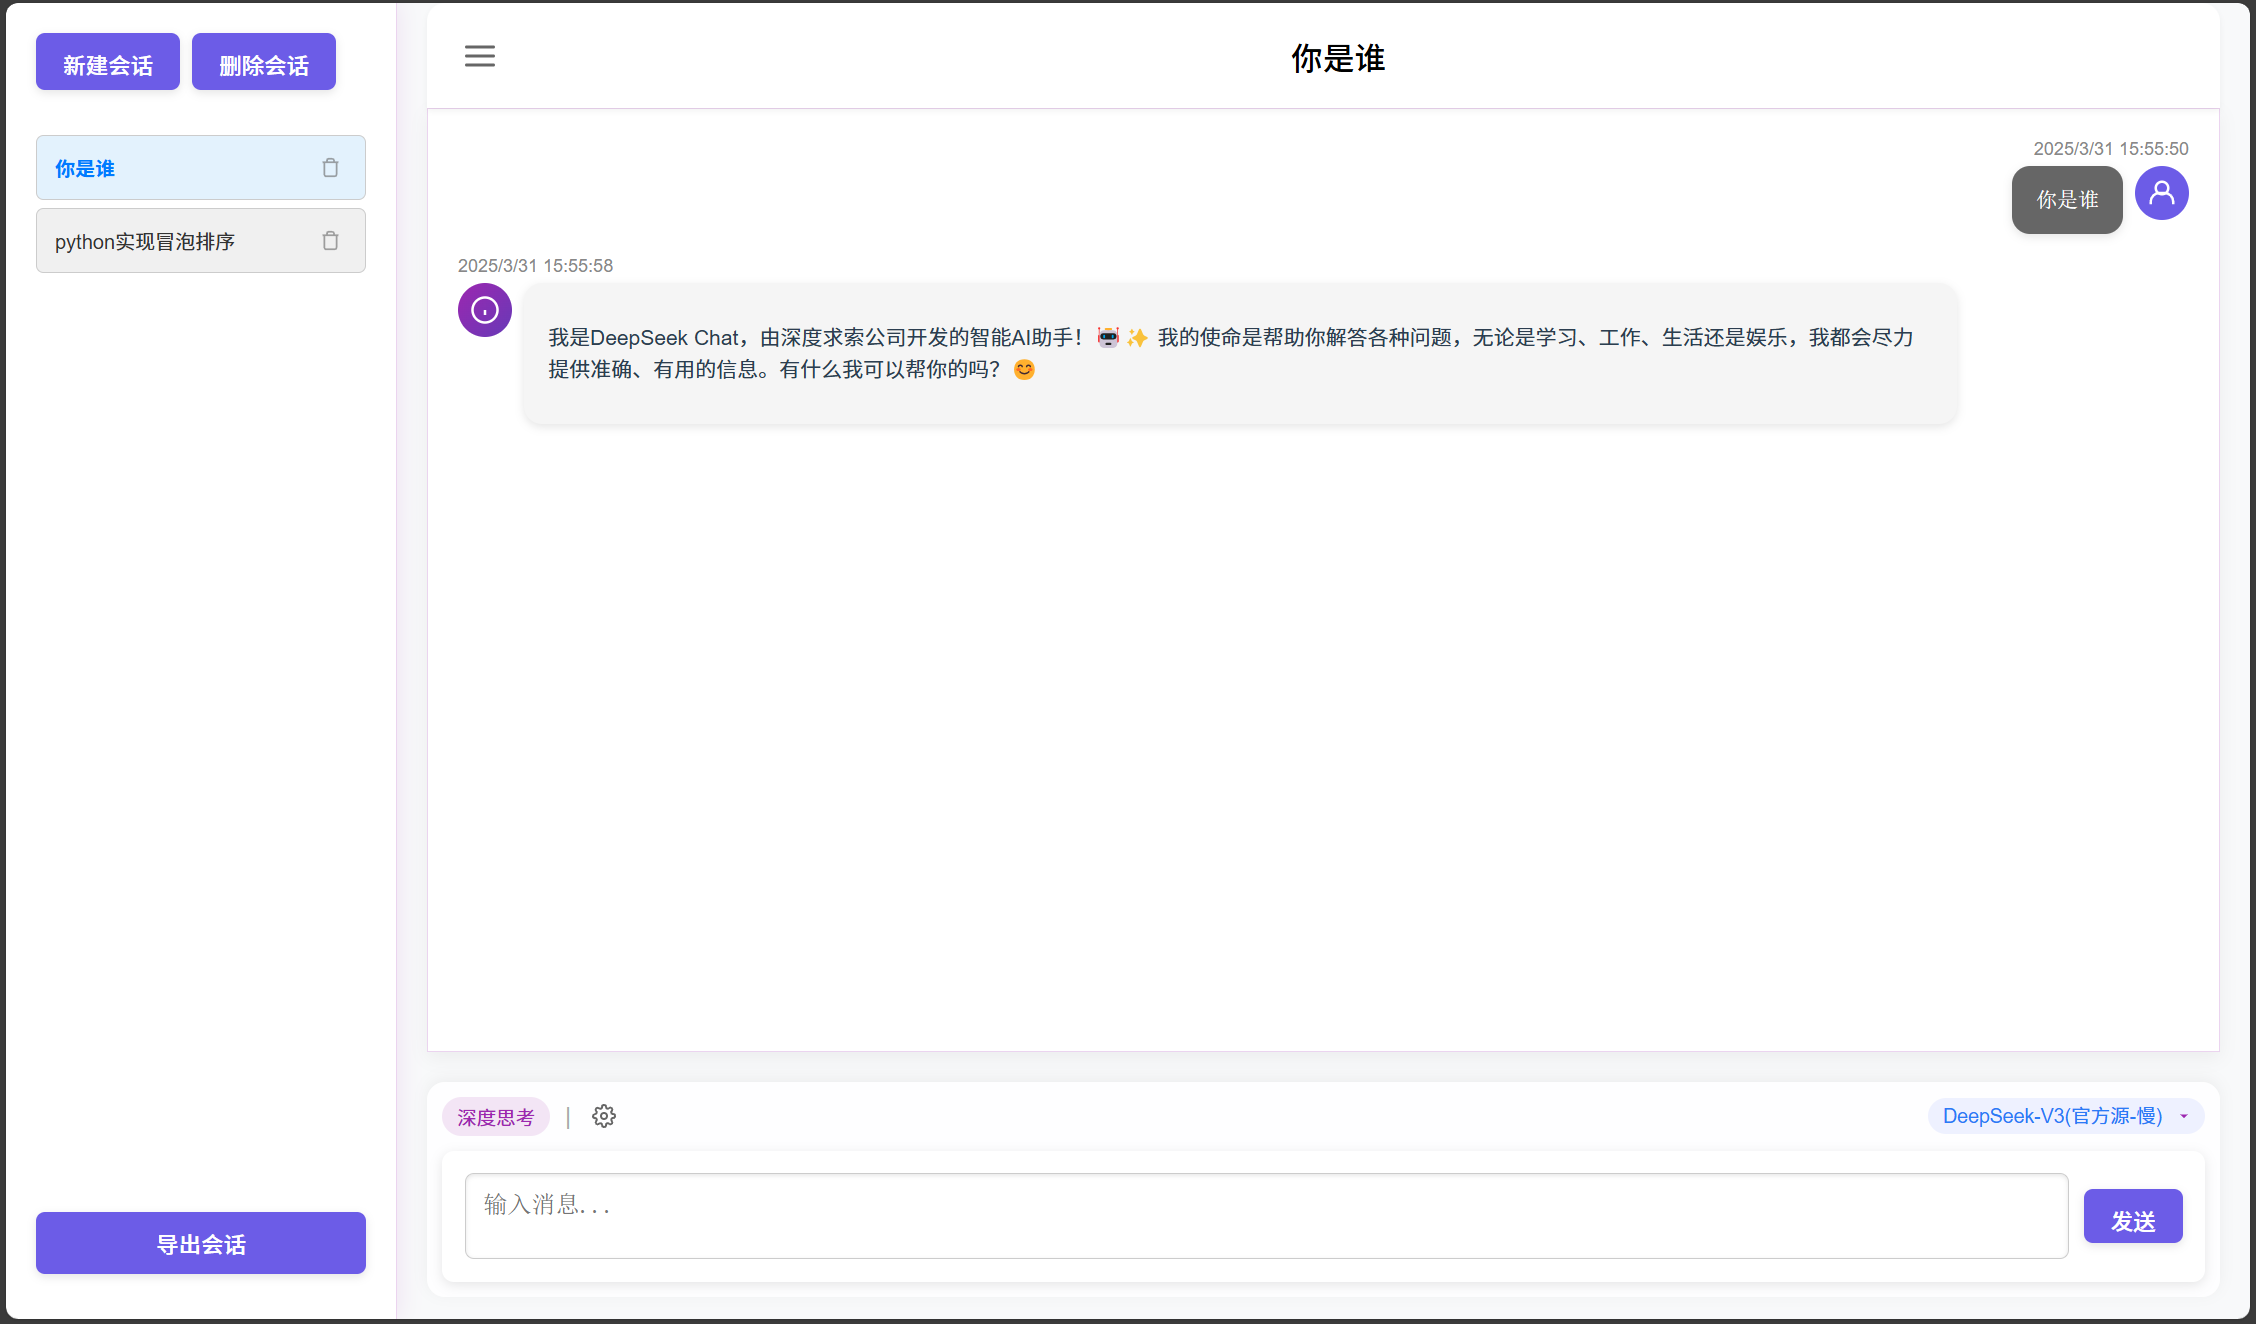 新建会话 删除会话
你是谁
python实现冒泡排序
导出会话
你是谁
2025/3/31 15:55:50
你是谁
2025/3/31 15:55:58
我是DeepSeek Chat，由深度求索公司开发的智能AI助手！🤖✨ 我的使命是帮助你解答各种问题，无论是学习、工作、生活还是娱乐，我都会尽力
提供准确、有用的信息。有什么我可以帮你的吗？😊
深度思考 | DeepSeek-V3(官方源-慢)
输入消息...
发送